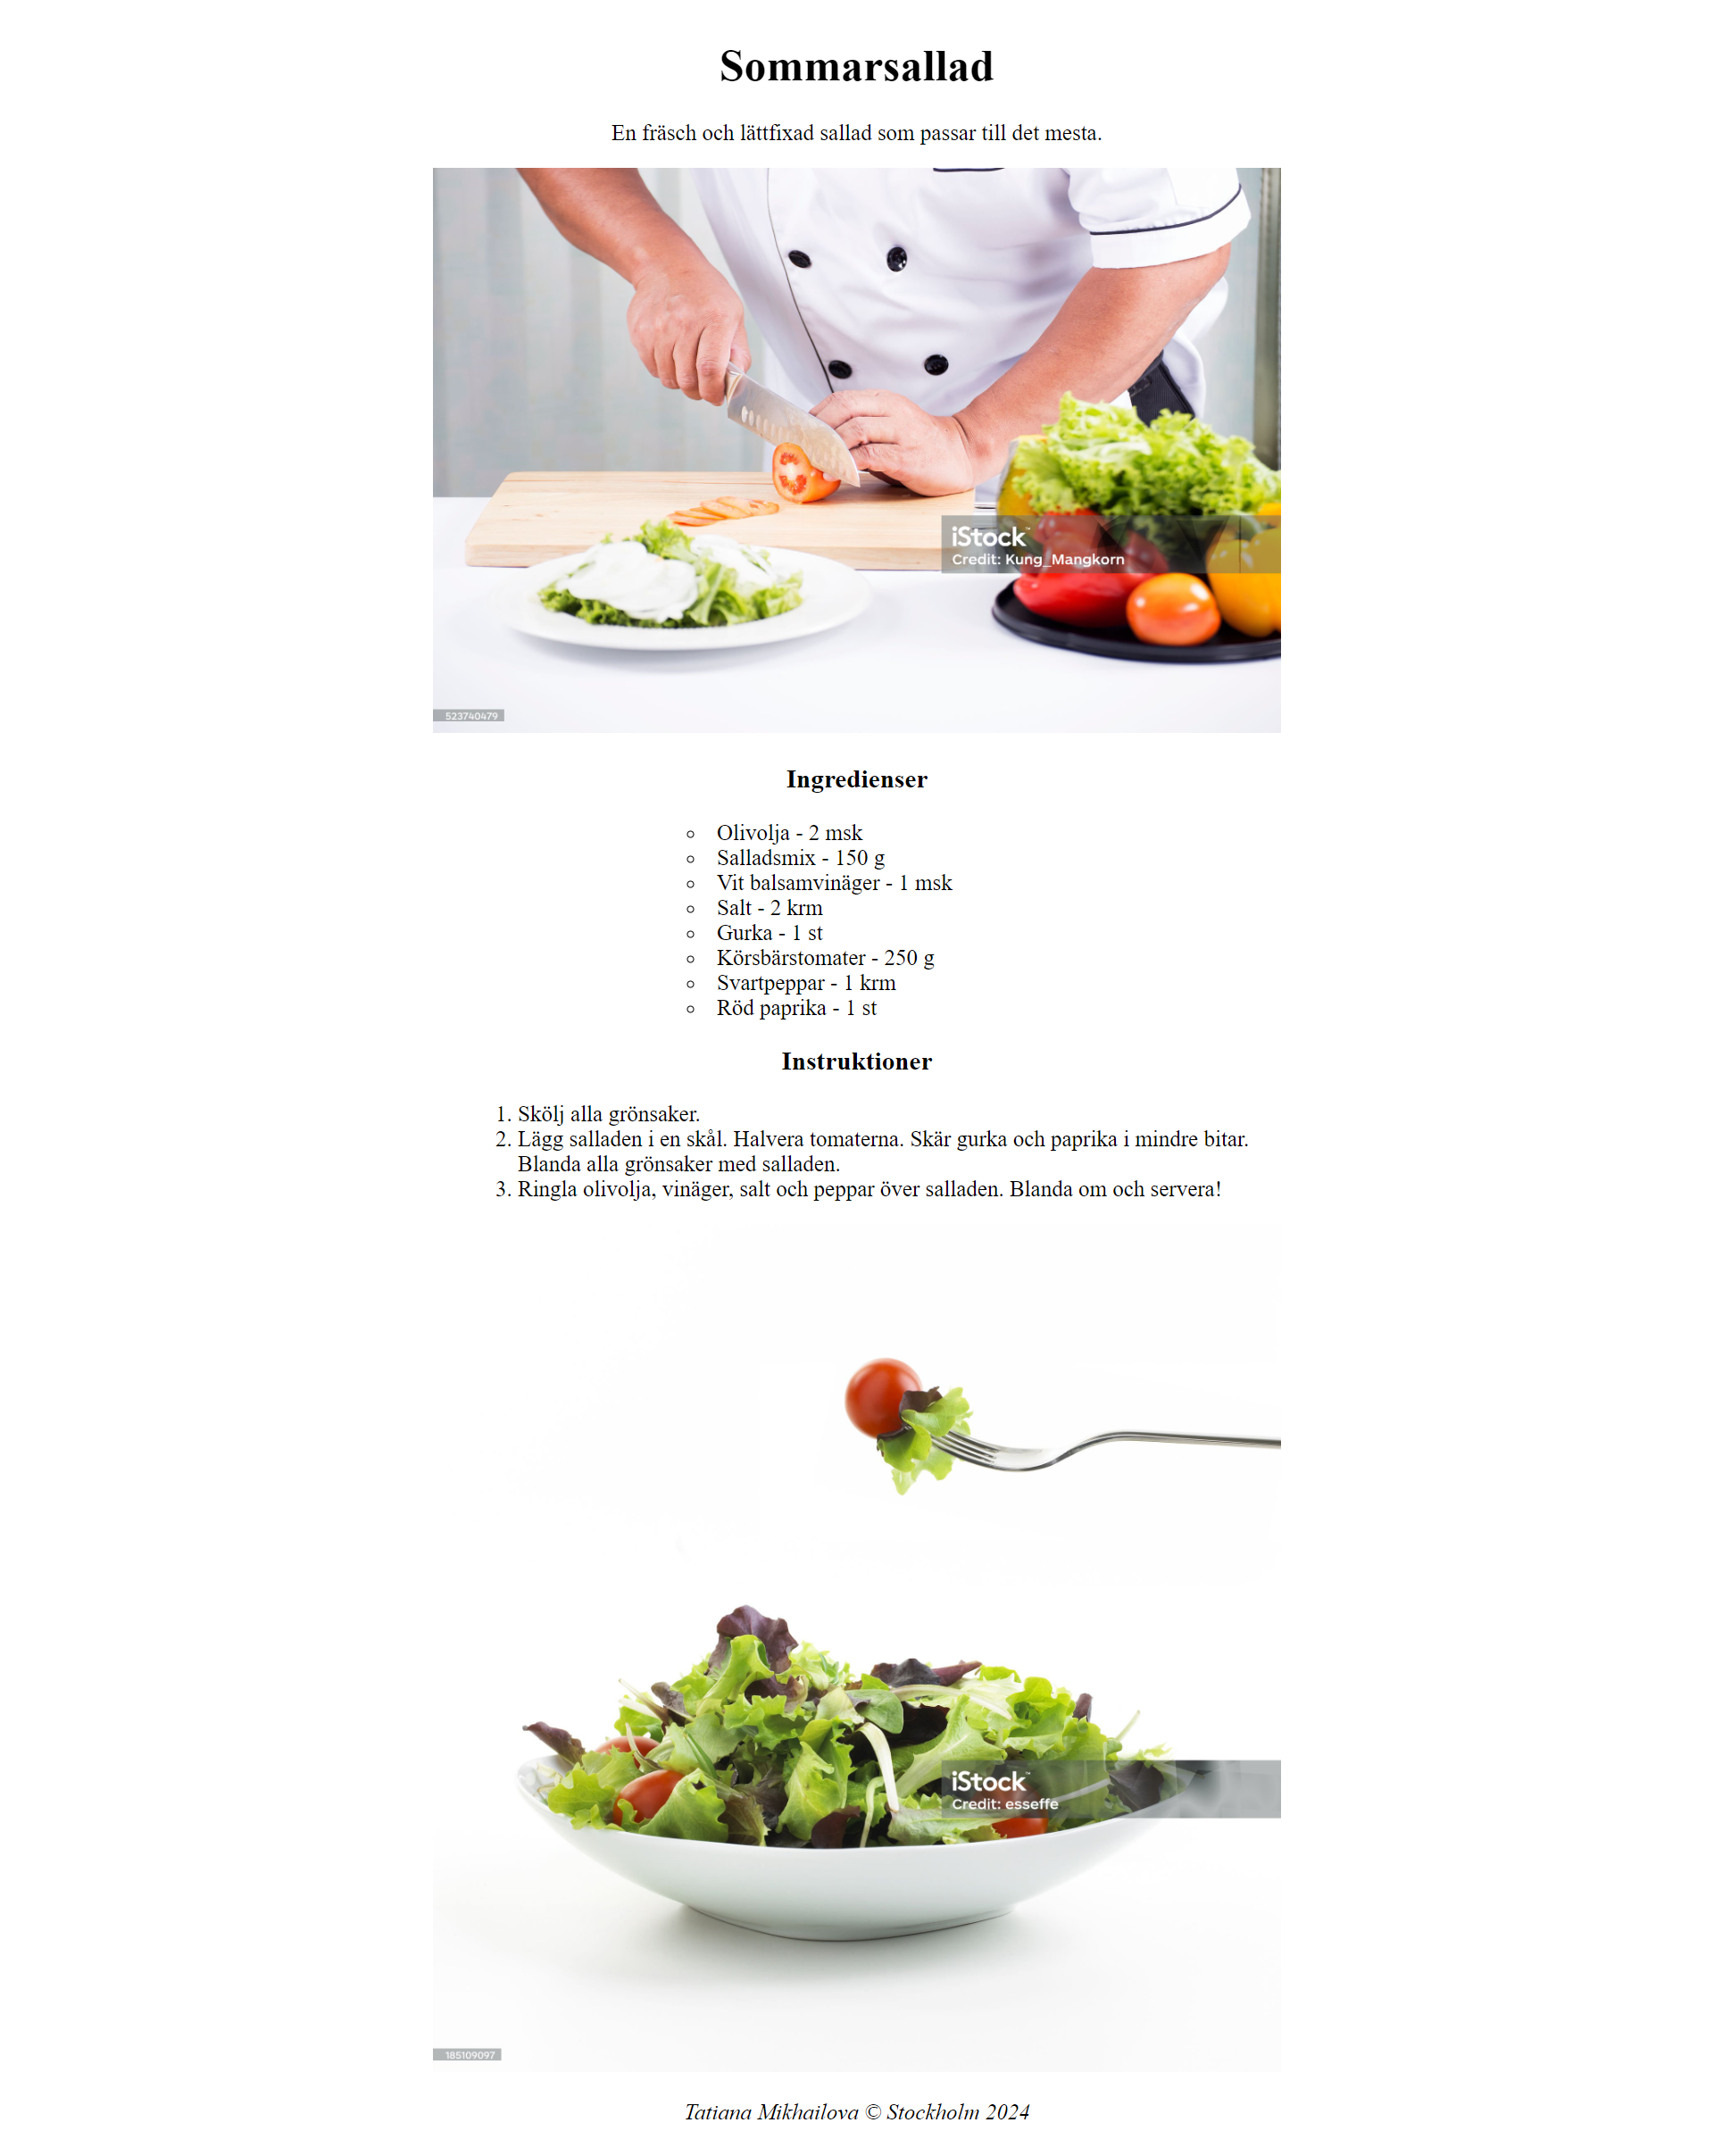 Sommarsallad
En fräsch och lättfixad sallad som passar till det mesta.
iStock™
Credit: Kung_Mangkorn
523740479
Ingredienser
Olivolja - 2 msk
Salladsmix - 150 g
Vit balsamvinäger - 1 msk
Salt - 2 krm
Gurka - 1 st
Körsbärstomater - 250 g
Svartpeppar - 1 krm
Röd paprika - 1 st
Instruktioner
1. Skölj alla grönsaker.
2. Lägg salladen i en skål. Halvera tomaterna. Skär gurka och paprika i mindre bitar.
Blanda alla grönsaker med salladen.
3. Ringla olivolja, vinäger, salt och peppar över salladen. Blanda om och servera!
iStock™
Credit: esseffe
185109097
Tatiana Mikhailova © Stockholm 2024